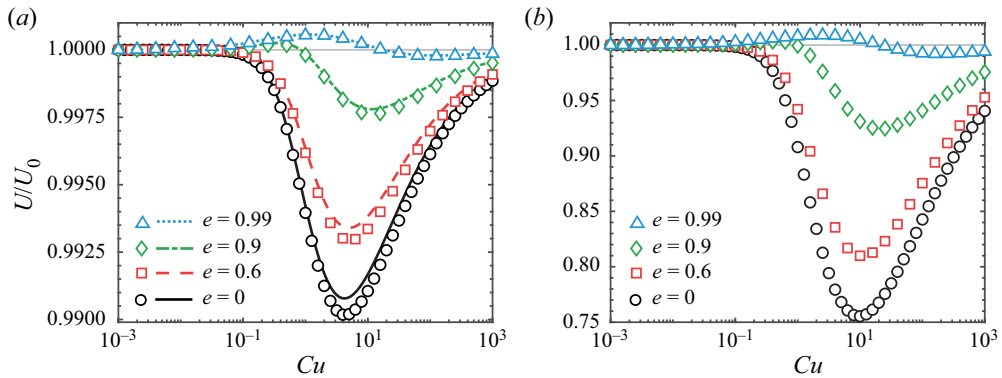 (a)
1.0000
0.9975
0.9950
0.9925
0.9900
U/U₀
e = 0.99
e = 0.9
e = 0.6
e = 0
10⁻³ 10⁻¹ 10¹ 10³
Cu
(b)
1.00
0.95
0.90
0.85
0.80
0.75
e = 0.99
e = 0.9
e = 0.6
e = 0
10⁻³ 10⁻¹ 10¹ 10³
Cu